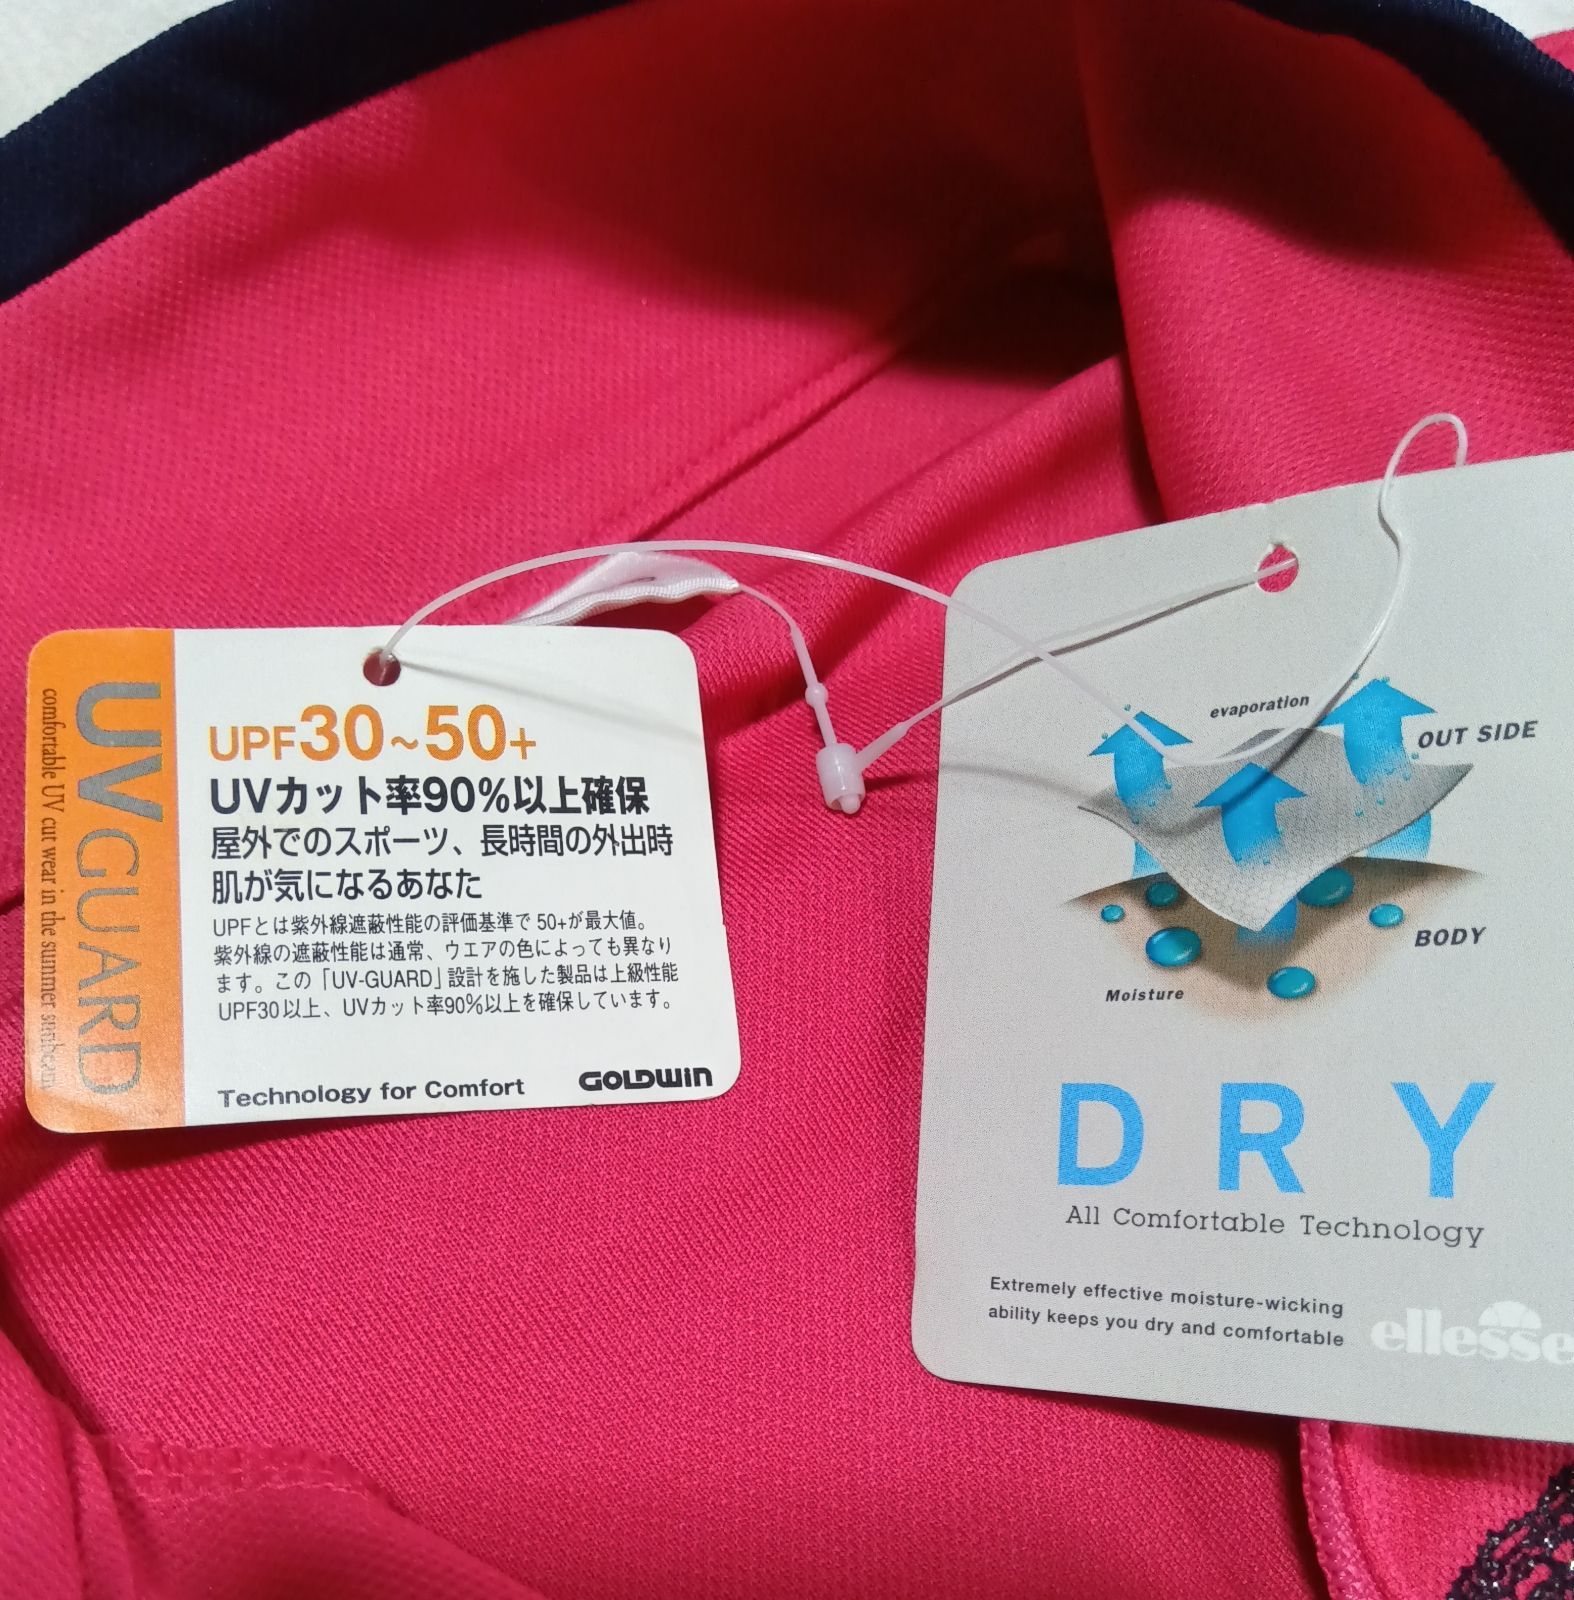 UV GUARD
comfortable UV cut wear in the summer sunbeam
UPF30~50+
UVカット率90%以上確保
屋外でのスポーツ、長時間の外出時
肌が気になるあなた
UPFとは紫外線遮蔽性能の評価基準で50+が最大値。
紫外線の遮蔽性能は通常、ウエアの色によっても異なり
ます。この「UV-GUARD」設計を施した製品は上級性能
UPF30以上、UVカット率90%以上を確保しています。
Technology for Comfort GOLDWIN
evaporation
OUT SIDE
BODY
Moisture
DRY
All Comfortable Technology
Extremely effective moisture-wicking
ability keeps you dry and comfortable
ellesse